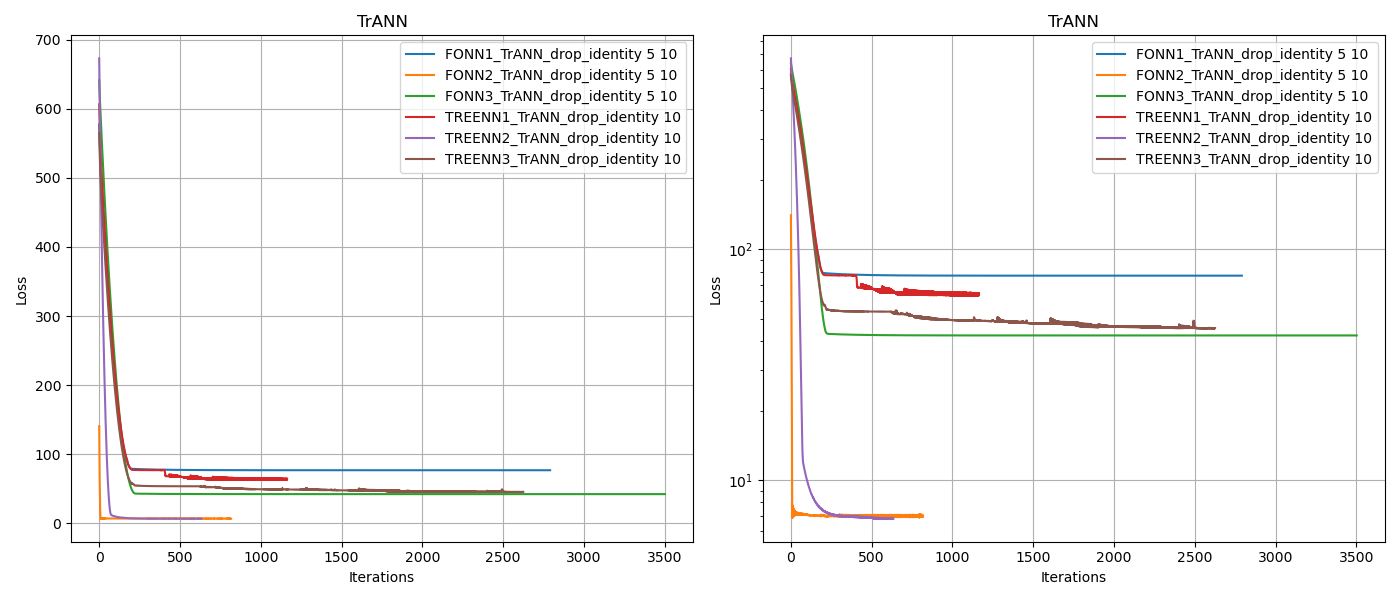 TrANN
700
600
500
400
300
200
100
0
Loss
0 500 1000 1500 2000 2500 3000 3500
Iterations
FONN1_TrANN_drop_identity 5 10
FONN2_TrANN_drop_identity 5 10
FONN3_TrANN_drop_identity 5 10
TREENN1_TrANN_drop_identity 10
TREENN2_TrANN_drop_identity 10
TREENN3_TrANN_drop_identity 10
TrANN
10²
10¹
Loss
0 500 1000 1500 2000 2500 3000 3500
Iterations
FONN1_TrANN_drop_identity 5 10
FONN2_TrANN_drop_identity 5 10
FONN3_TrANN_drop_identity 5 10
TREENN1_TrANN_drop_identity 10
TREENN2_TrANN_drop_identity 10
TREENN3_TrANN_drop_identity 10